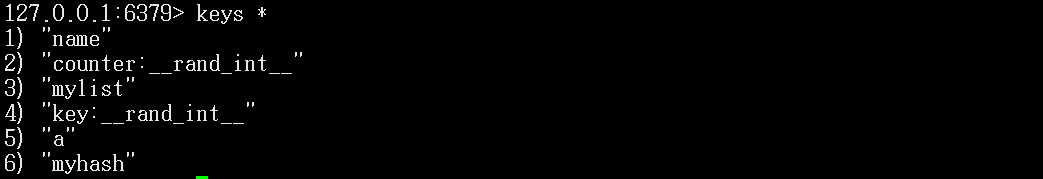 127.0.0.1:6379> keys *
1) "name"
2) "counter:__rand_int__"
3) "mylist"
4) "key:__rand_int__"
5) "a"
6) "myhash"